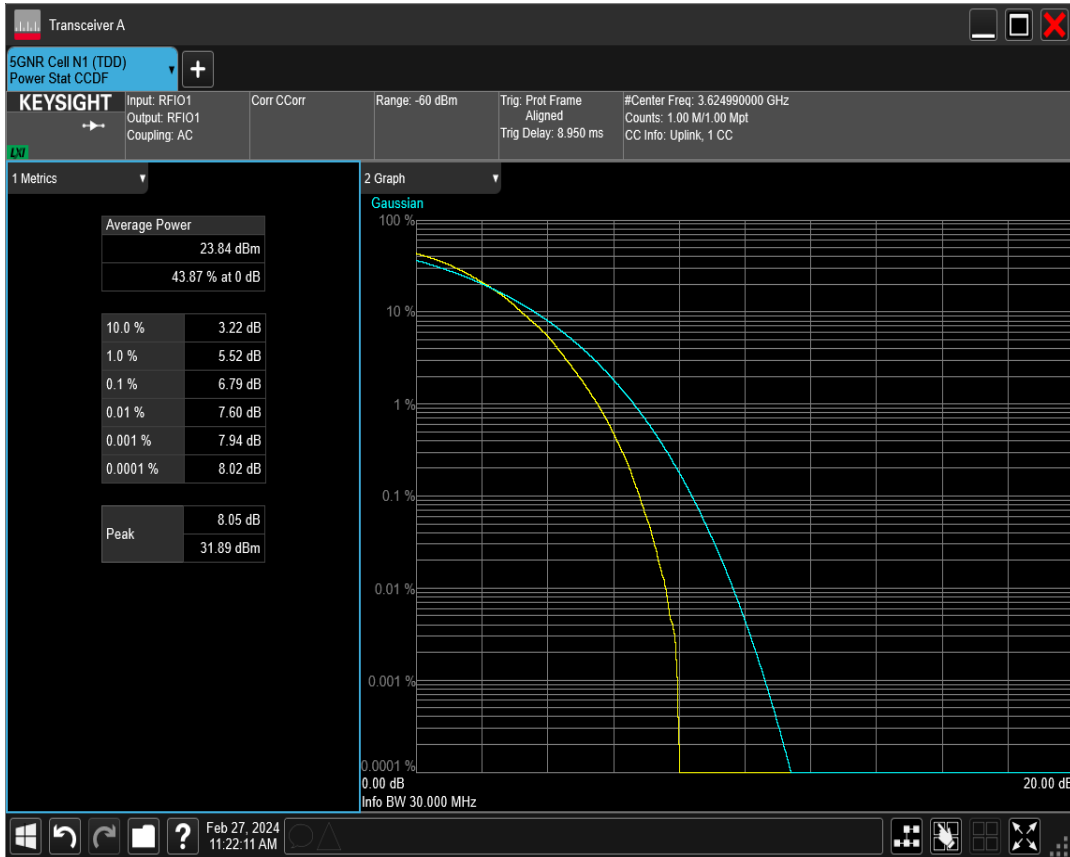 Transceiver A
5GNR Cell N1 (TDD)
Power Stat CCDF
+
KEYSIGHT
LXI
Input: RFIO1
Output: RFIO1
Coupling: AC
Corr CCorr
Range: -60 dBm
Trig: Prot Frame
Aligned
Trig Delay: 8.950 ms
#Center Freq: 3.624990000 GHz
Counts: 1.00 M/1.00 Mpt
CC Info: Uplink, 1 CC
1 Metrics
Average Power
23.84 dBm
43.87 % at 0 dB
10.0 % 3.22 dB
1.0 % 5.52 dB
0.1 % 6.79 dB
0.01 % 7.60 dB
0.001 % 7.94 dB
0.0001 % 8.02 dB
Peak
8.05 dB
31.89 dBm
2 Graph
Gaussian
100 %
10 %
1 %
0.1 %
0.01 %
0.001 %
0.0001 %
0.00 dB 20.00 dB
Info BW 30.000 MHz
?
Feb 27, 2024
11:22:11 AM